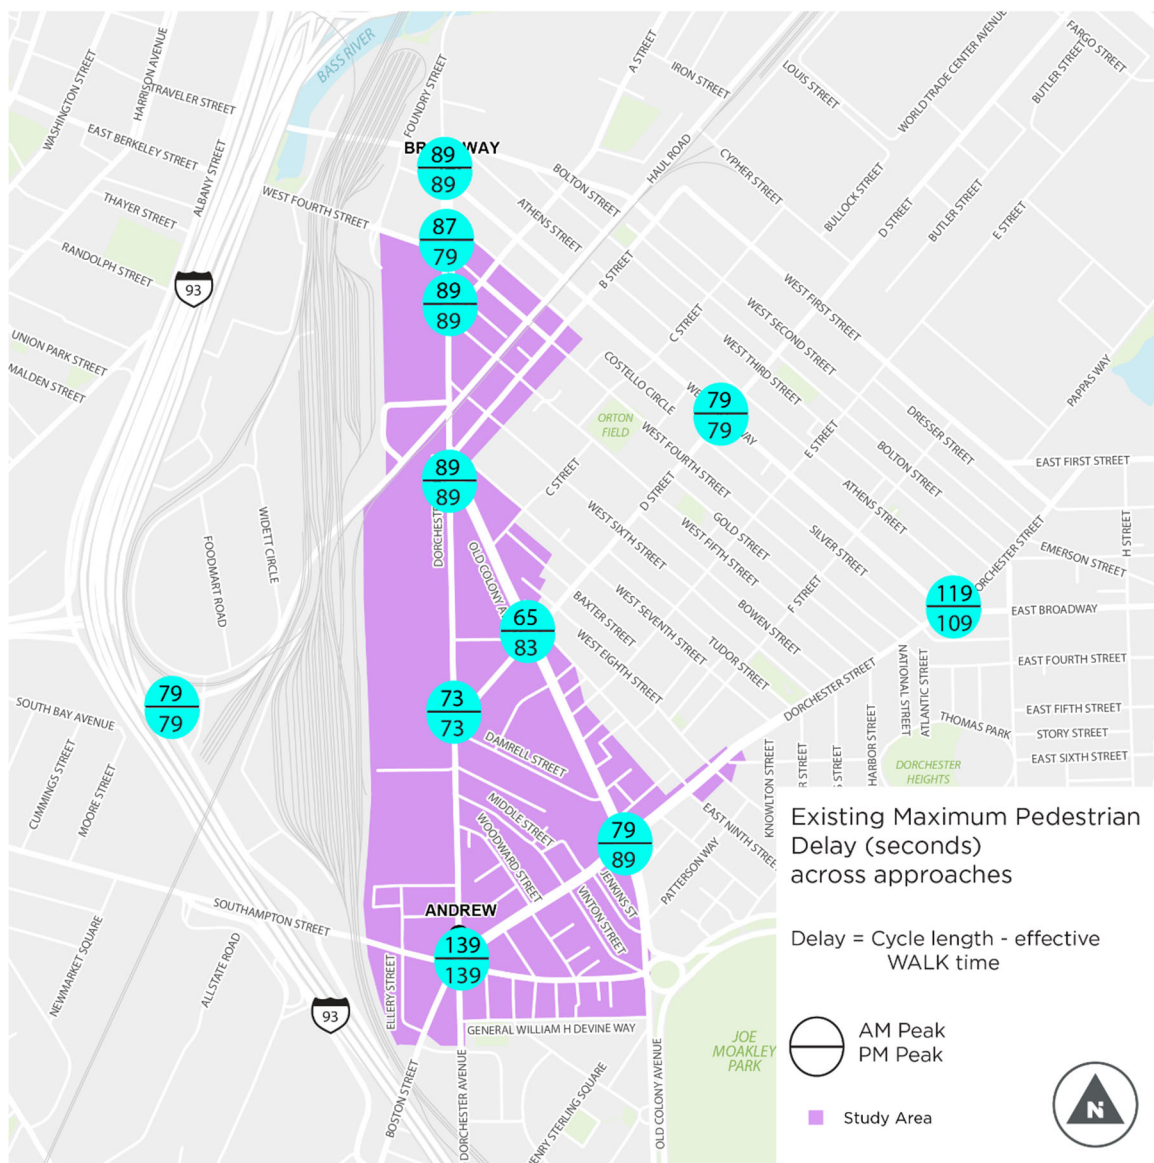 WASHINGTON STREET
HARRISON AVENUE
TRAVELER STREET
EAST BERKELEY STREET
ALBANY STREET
THAYER STREET
RANDOLPH STREET
UNION PARK STREET
MALDEN STREET
93
BASS RIVER
FOUNDRY STREET
WEST FOURTH STREET
A STREET
IRON STREET
HAUL ROAD
LOUIS STREET
WORLD TRADE CENTER AVENUE
FARGO STREET
BUTLER STREET
CYPHER STREET
BULLOCK STREET
D STREET
BUTLER STREET
E STREET
89
89
87
79
89
89
BOLTON STREET
ATHENS STREET
B STREET
C STREET
WEST FIRST STREET
WEST SECOND STREET
WEST THIRD STREET
COSTELLO CIRCLE
79
79
ORTON
FIELD
WEST FOURTH STREET
E STREET
DRESSER STREET
BOLTON STREET
PAPPAS WAY
EAST FIRST STREET
89
89
C STREET
D STREET
GOLD STREET
ATHENS STREET
SILVER STREET
WEST FIFTH STREET
WEST SIXTH STREET
OLD COLONY A
FOODMART ROAD
WIDETT CIRCLE
H STREET
EMERSON STREET
119
109
EAST BROADWAY
65
83
BAXTER STREET
WEST SEVENTH STREET
WEST EIGHTH STREET
BOWEN STREET
F STREET
TUDOR STREET
DORCHESTER STREET
NATIONAL STREET
ATLANTIC STREET
EAST FOURTH STREET
79
79
SOUTH BAY AVENUE
73
73
DAMRELL STREET
EAST FIFTH STREET
THOMAS PARK
STORY STREET
EAST SIXTH STREET
HARBOR STREET
KNOWLTON STREET
DORCHESTER
HEIGHTS
CUMMINGS STREET
MOORE STREET
MIDDLE STREET
WOODWARD STREET
79
89
EAST NINTH STREET
PATTERSON WAY
JENKINS ST
VINTON STREET
SOUTHAMPTON STREET
ANDREW
139
139
NEWMARKET SQUARE
ALLSTATE ROAD
93
ELLERY STREET
GENERAL WILLIAM H DEVINE WAY
BOSTON STREET
DORCHESTER AVENUE
OLD COLONY AVENUE
JOE
MOAKLEY
PARK
Existing Maximum Pedestrian
Delay (seconds)
across approaches
Delay = Cycle length - effective
WALK time
AM Peak
PM Peak
Study Area
N